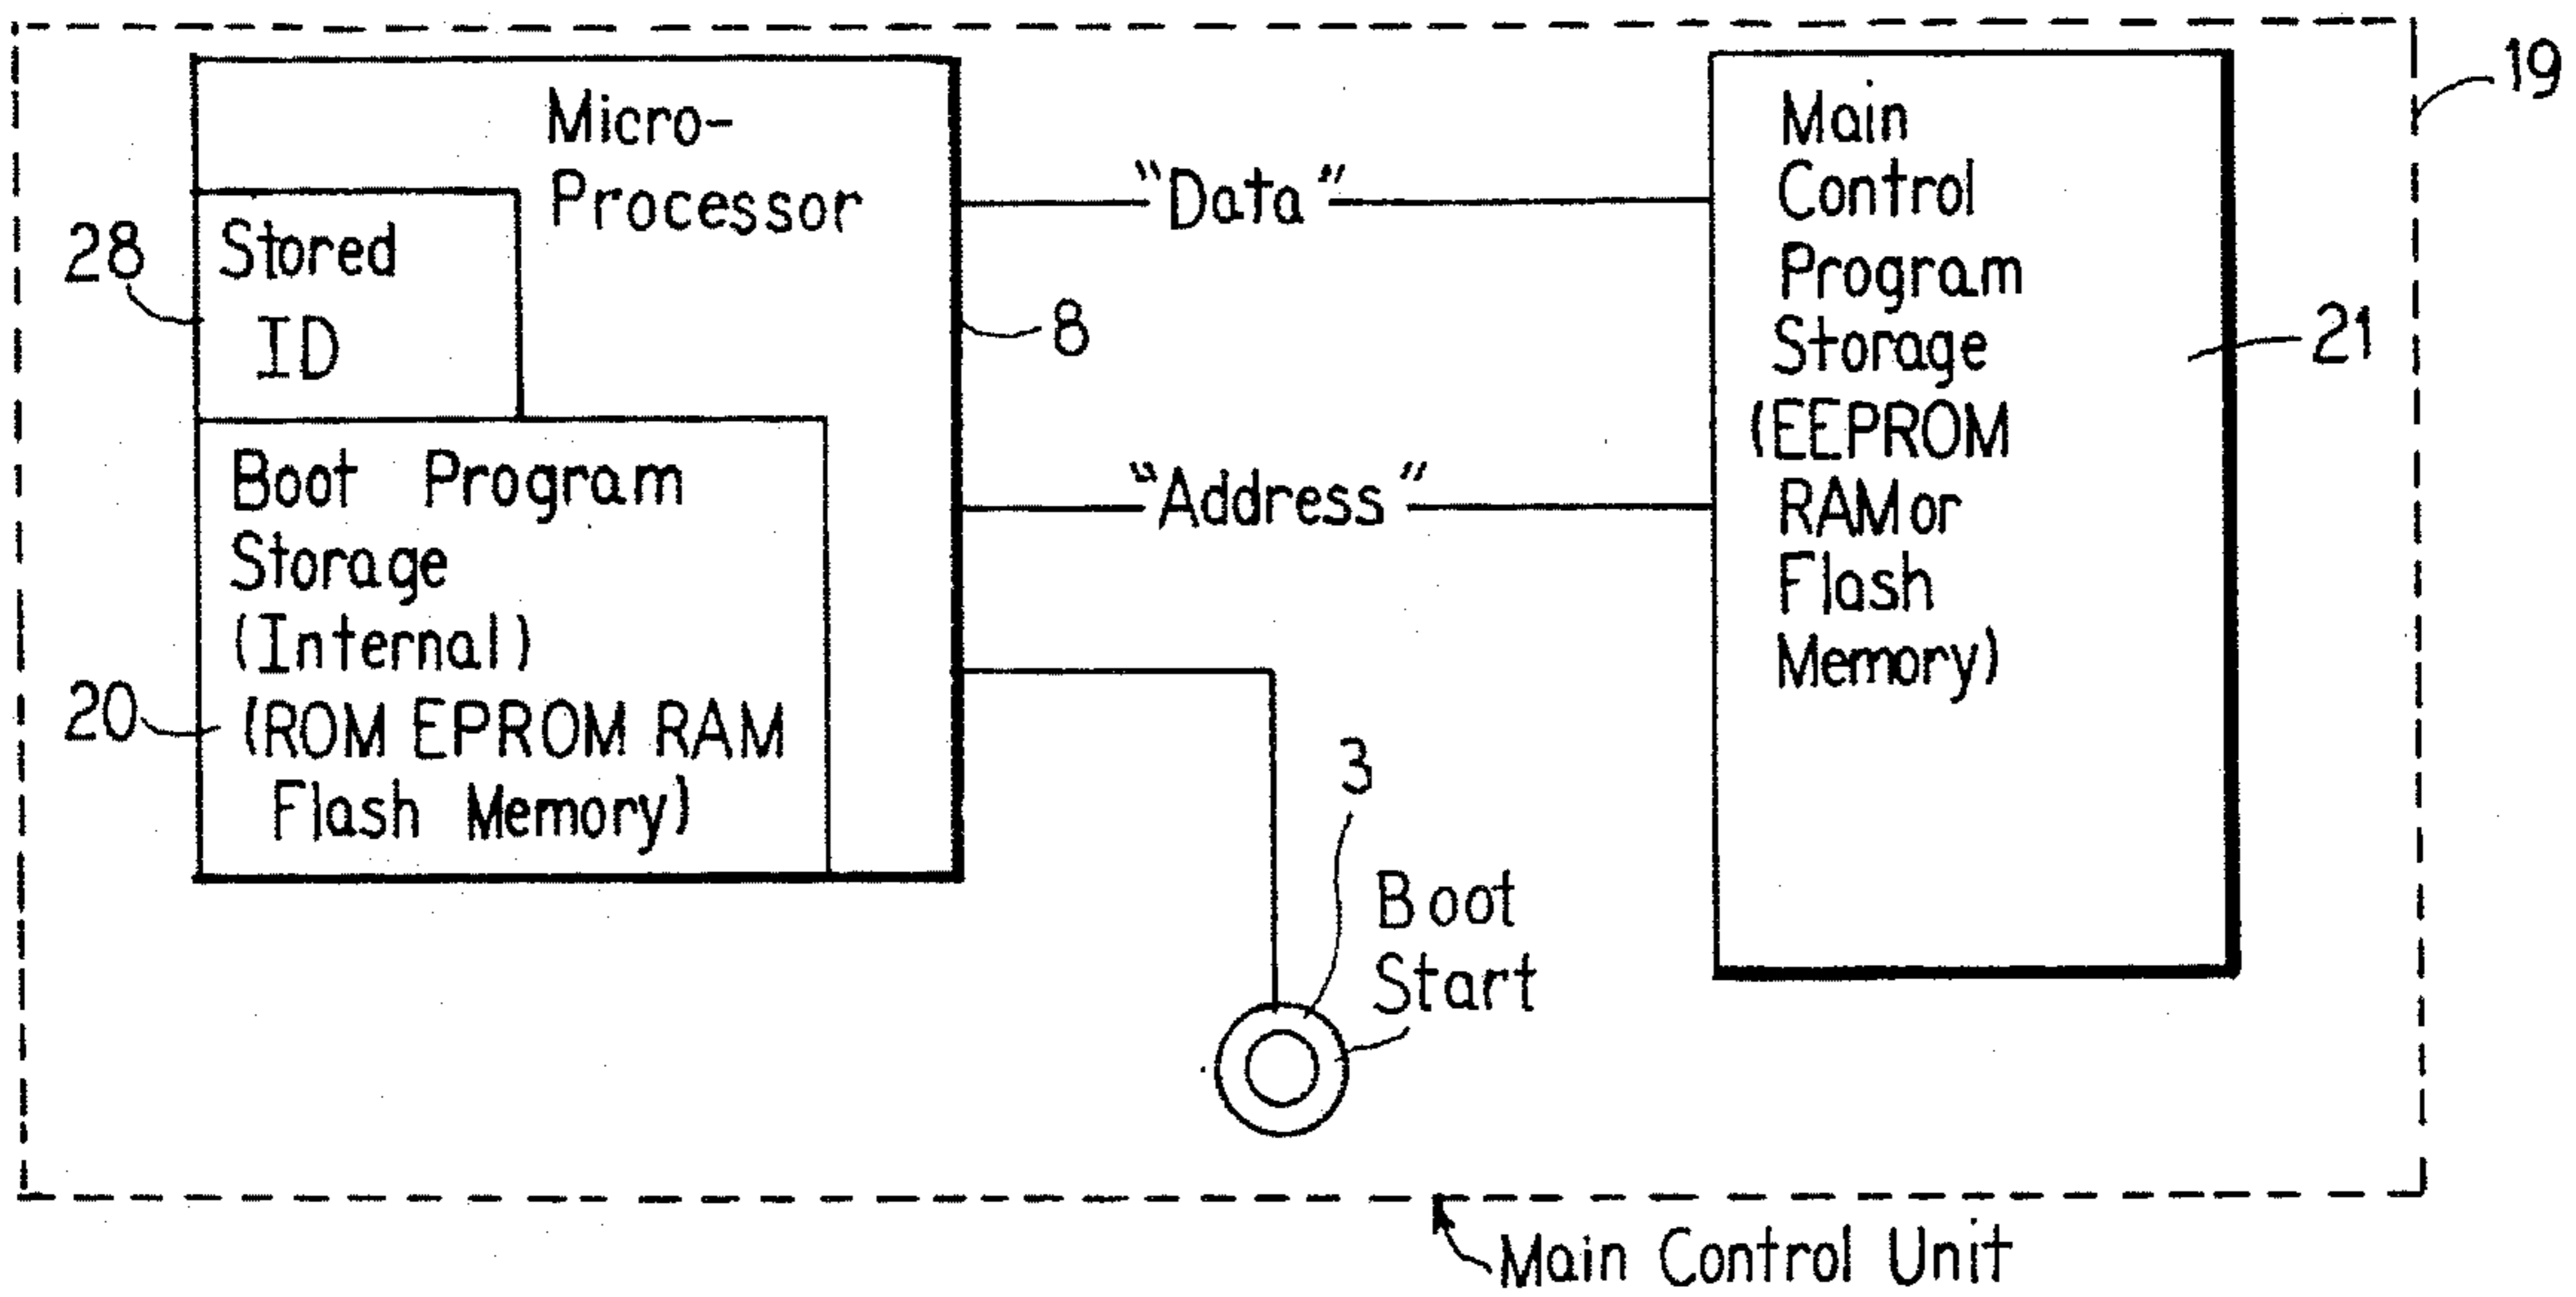 Micro-
Processor
8
Stored
ID
28
Boot Program
Storage
(Internal)
(ROM EPROM RAM
Flash Memory)
20
“Data”
“Address”
3
Boot
Start
Main
Control
Program
Storage
(EEPROM
RAM or
Flash
Memory)
21
19
Main Control Unit